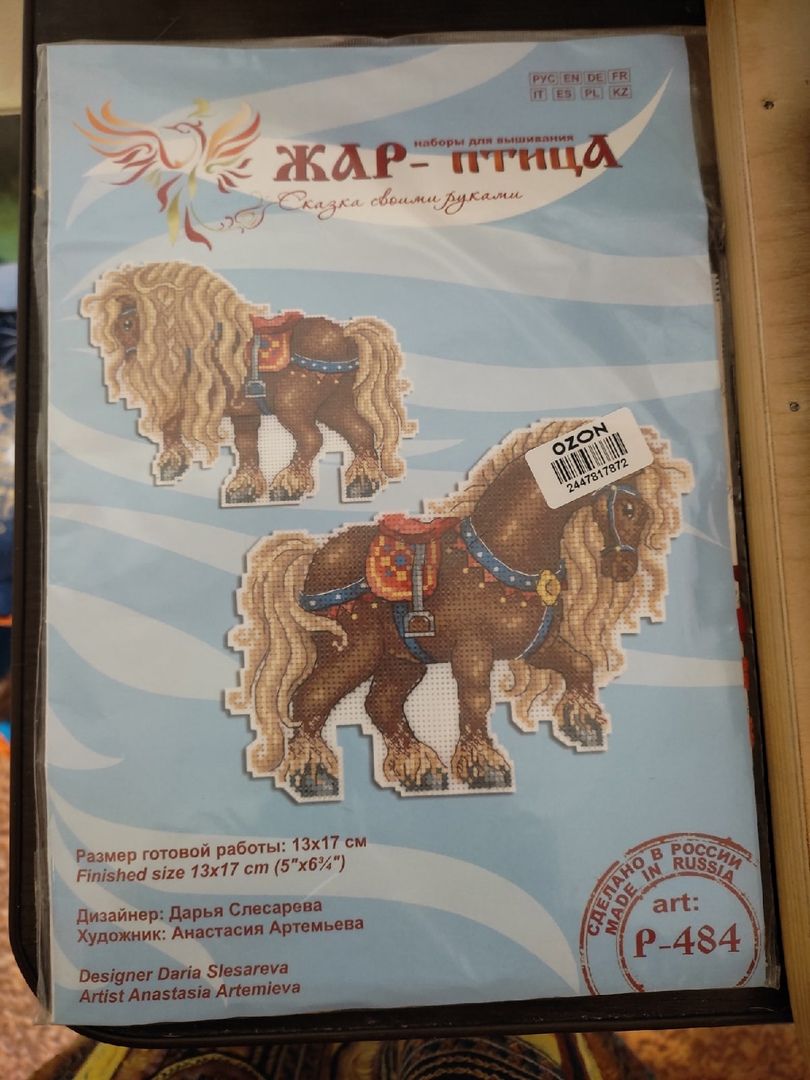 РУС EN DE FR
IT ES PL KZ
наборы для вышивания
ЖАР-ПТИЦА
Сказка своими руками
OZON
2447817872
Размер готовой работы: 13х17 см
Finished size 13x17 cm (5"x6¾")
Дизайнер: Дарья Слесарева
Художник: Анастасия Артемьева
Designer Daria Slesareva
Artist Anastasia Artemieva
СДЕЛАНО В РОССИИ
MADE IN RUSSIA
art:
Р-484